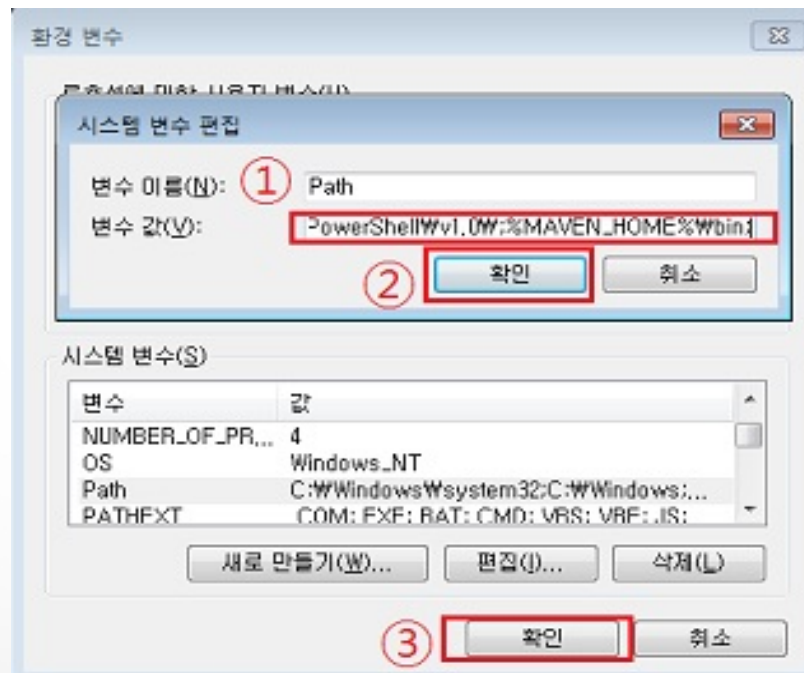 환경 변수
시스템 변수 편집
변수 이름(N): ① Path
변수 값(V): PowerShell₩v1.0₩;%MAVEN_HOME%₩bin;
② 확인 취소
시스템 변수(S)
변수 값
NUMBER_OF_PR... 4
OS Windows_NT
Path C:₩Windows₩system32;C:₩Windows;...
PATHEXT .COM;.EXE;.BAT;.CMD;.VBS;.VBE;.JS;
새로 만들기(W)... 편집(I)... 삭제(L)
③ 확인 취소